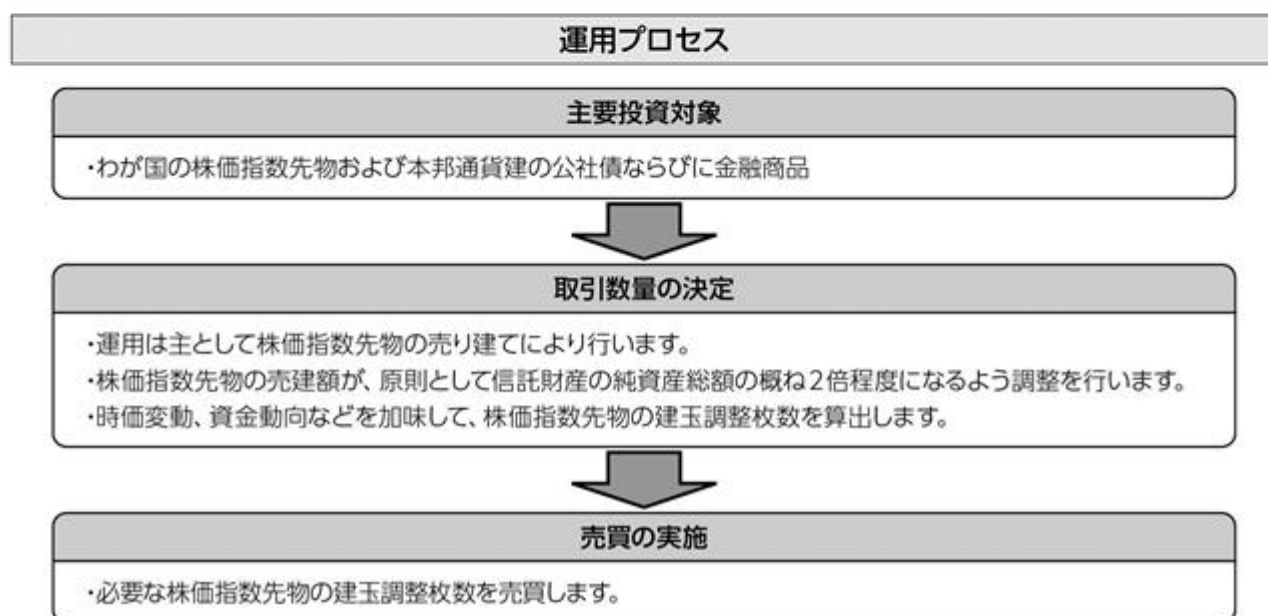 運用プロセス
主要投資対象
・わが国の株価指数先物および本邦通貨建の公社債ならびに金融商品
取引数量の決定
・運用は主として株価指数先物の売り建てにより行います。
・株価指数先物の売建額が、原則として信託財産の純資産総額の概ね2倍程度になるよう調整を行います。
・時価変動、資金動向などを加味して、株価指数先物の建玉調整枚数を算出します。
売買の実施
・必要な株価指数先物の建玉調整枚数を売買します。